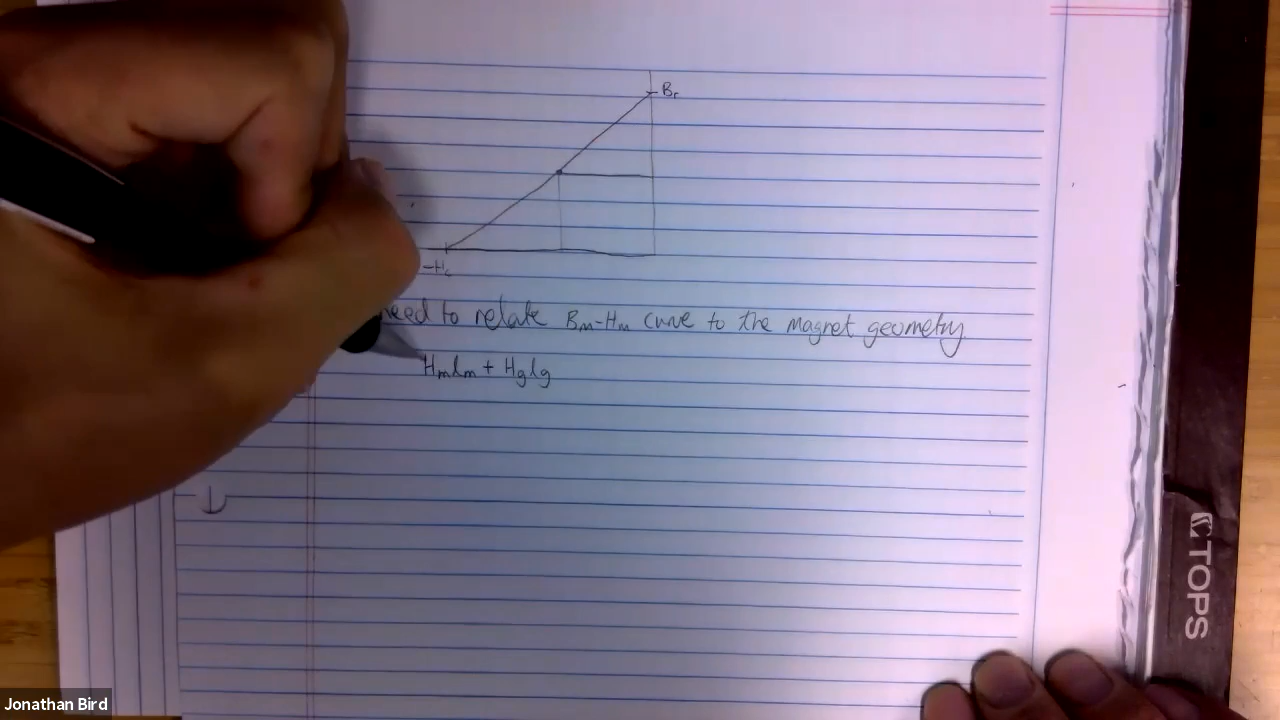 Br
-Hc
need to relate Bm-Hm curve to the magnet geometry.
Hmlm + Hglg
TOPS
Jonathan Bird